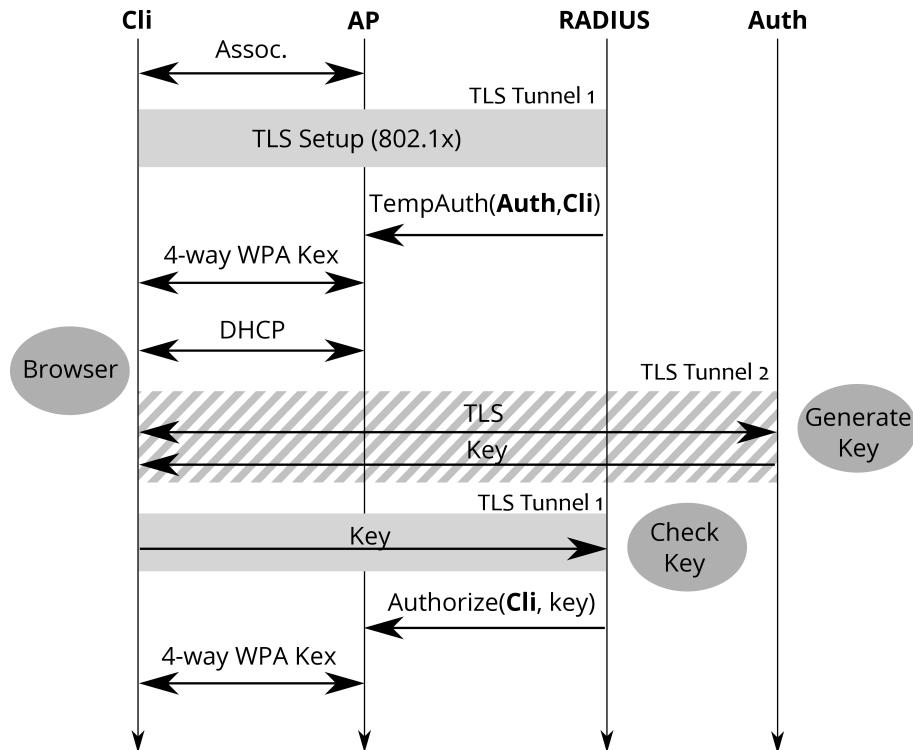 Cli AP RADIUS Auth
Assoc.
TLS Tunnel 1
TLS Setup (802.1x)
TempAuth(Auth,Cli)
4-way WPA Kex
DHCP
Browser
TLS Tunnel 2
TLS
Generate
Key
Key
TLS Tunnel 1
Key
Check
Key
Authorize(Cli, key)
4-way WPA Kex